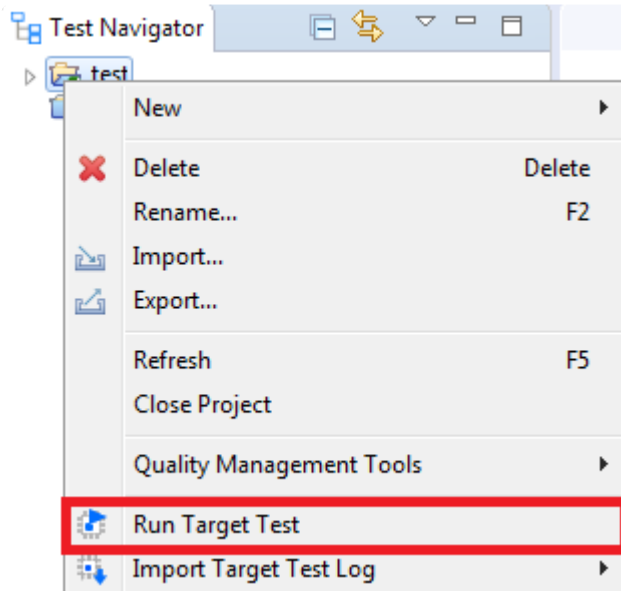 Test Navigator
test
New
Delete Delete
Rename... F2
Import...
Export...
Refresh F5
Close Project
Quality Management Tools
Run Target Test
Import Target Test Log